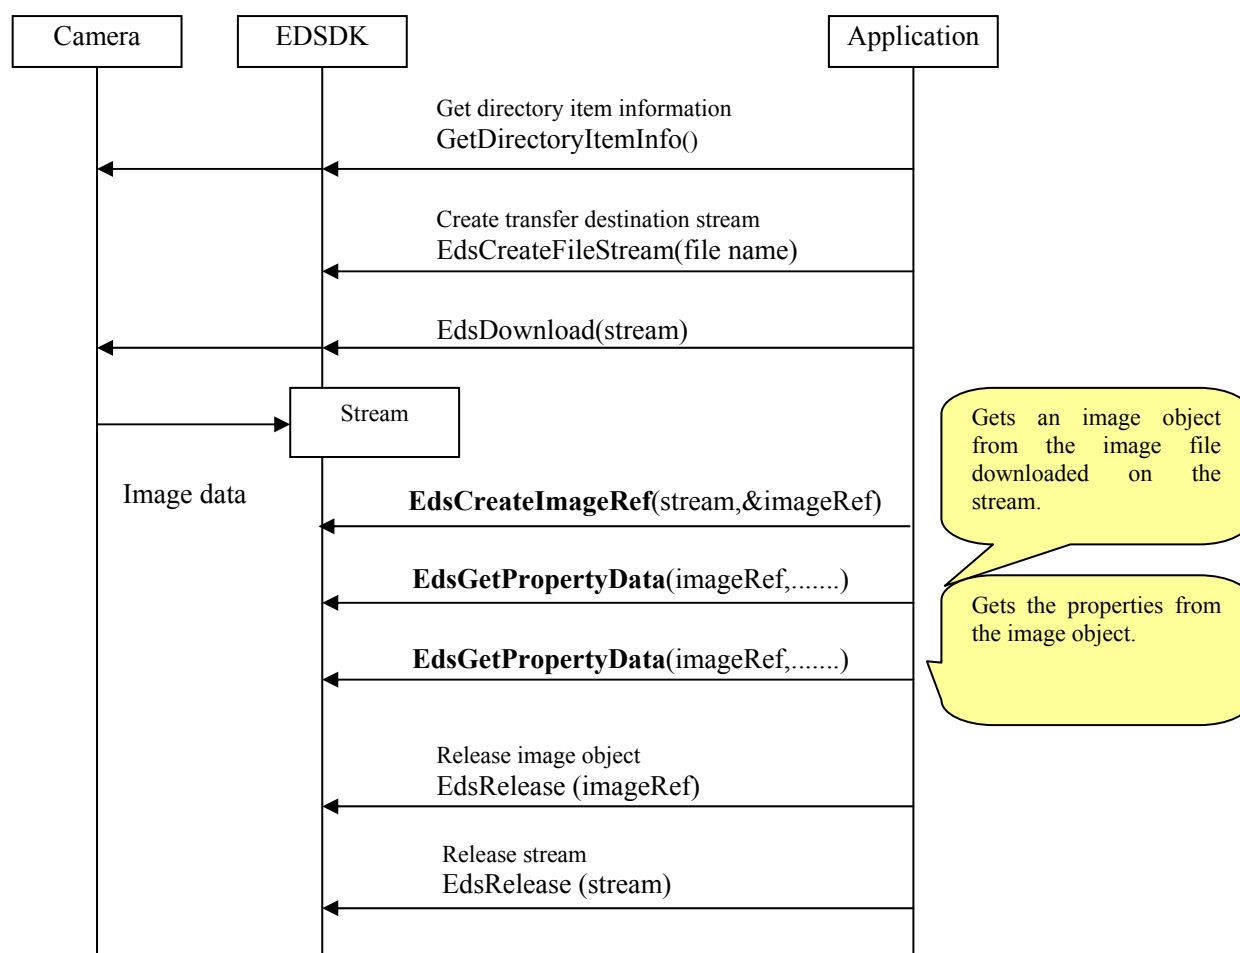 Camera
EDSDK
Application
Get directory item information
GetDirectoryItemInfo()
Create transfer destination stream
EdsCreateFileStream(file name)
EdsDownload(stream)
Stream
Image data
Gets an image object
from the image file
downloaded on the
stream.
EdsCreateImageRef(stream,&imageRef)
EdsGetPropertyData(imageRef,.......)
Gets the properties from
the image object.
EdsGetPropertyData(imageRef,.......)
Release image object
EdsRelease (imageRef)
Release stream
EdsRelease (stream)